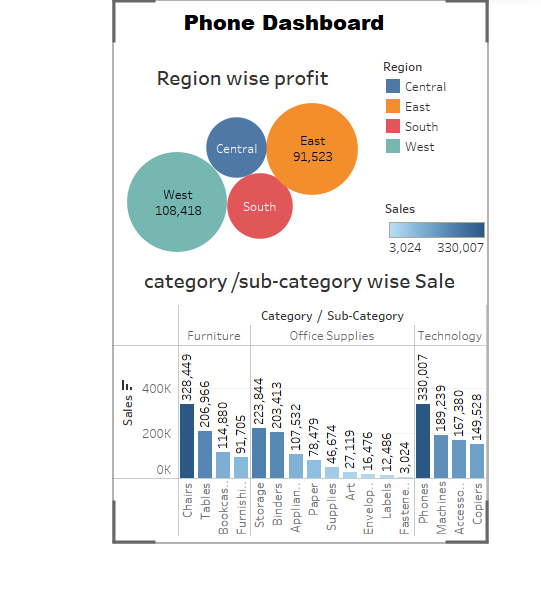 Phone Dashboard
Region wise profit
Region
Central
East
South
West
East
91,523
Central
West
108,418
South
Sales
3,024 330,007
category /sub-category wise Sale
Category / Sub-Category
Furniture Office Supplies Technology
Sales
400K
200K
0K
328,449 206,966 114,880 91,705 223,844 203,413 107,532 78,479 46,674 27,119 16,476 12,486 3,024 330,007 189,239 167,380 149,528
Chairs Tables Bookcas.. Furnishi.. Storage Binders Applian.. Paper Supplies Art Envelop.. Labels Fastene.. Phones Machines Accesso.. Copiers